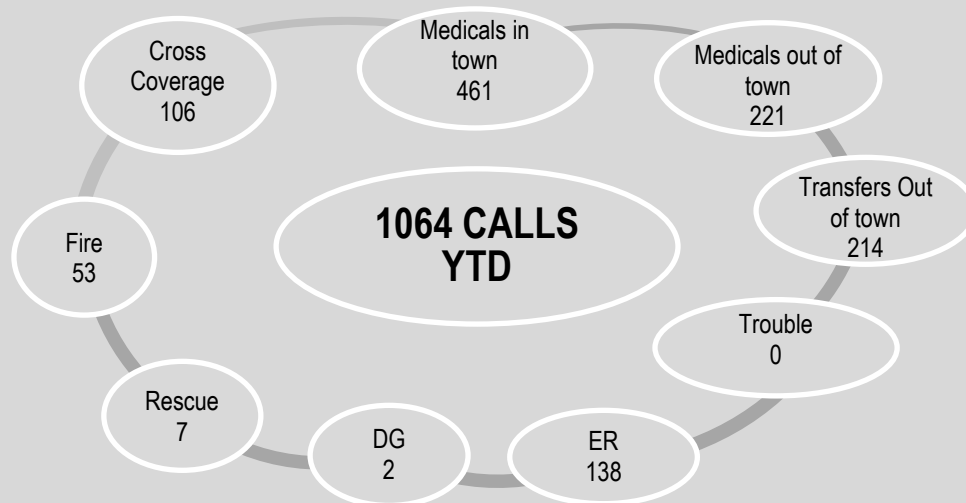 Cross
Coverage
106
Medicals in
town
461
Medicals out of
town
221
Transfers Out
of town
214
Trouble
0
ER
138
DG
2
Rescue
7
Fire
53
1064 CALLS
YTD